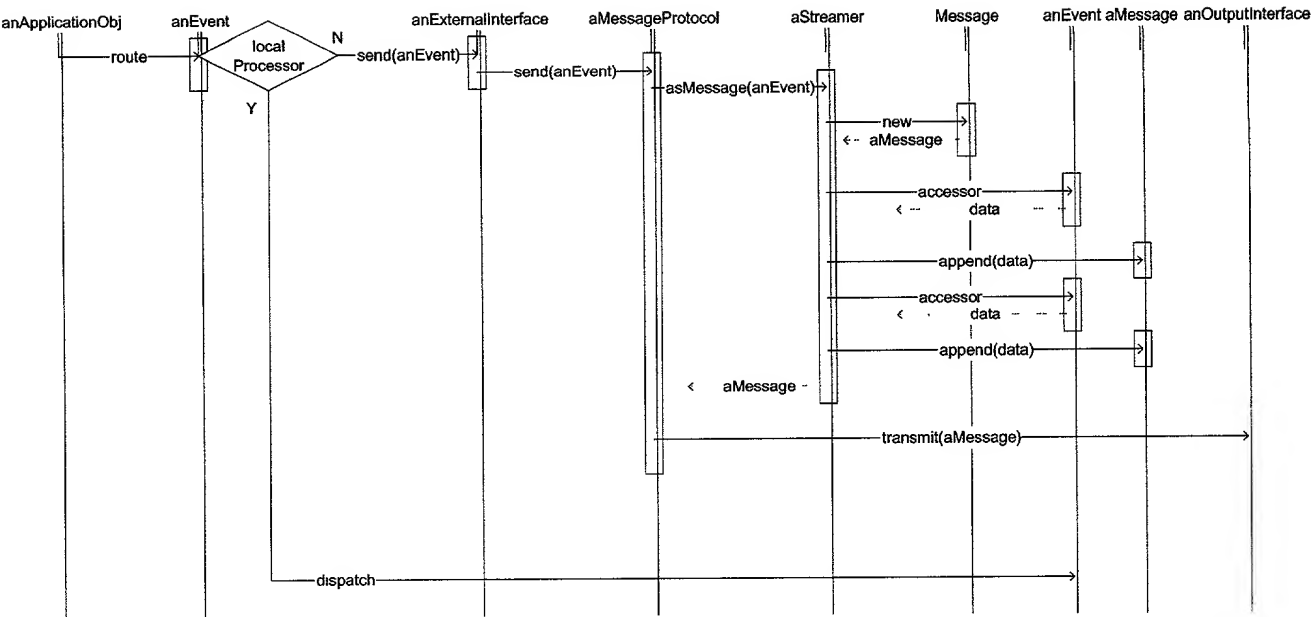 anApplicationObj anEvent anExternalInterface aMessageProtocol aStreamer Message anEvent aMessage anOutputInterface
local
Processor
N
Y
route
send(anEvent)
send(anEvent)
asMessage(anEvent)
new
aMessage
accessor
data
append(data)
accessor
data
append(data)
aMessage
transmit(aMessage)
dispatch